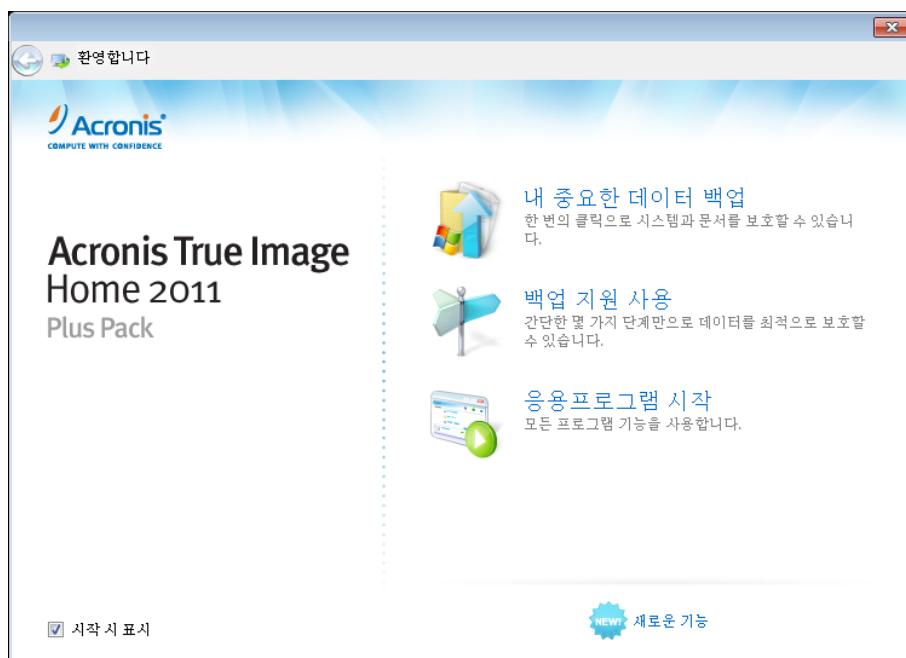 환영합니다
Acronis
COMPUTE WITH CONFIDENCE
Acronis True Image
Home 2011
Plus Pack
내 중요한 데이터 백업
한 번의 클릭으로 시스템과 문서를 보호할 수 있습니
다.
백업 지원 사용
간단한 몇 가지 단계만으로 데이터를 최적으로 보호할
수 있습니다.
응용프로그램 시작
모든 프로그램 기능을 사용합니다.
시작 시 표시
NEW! 새로운 기능